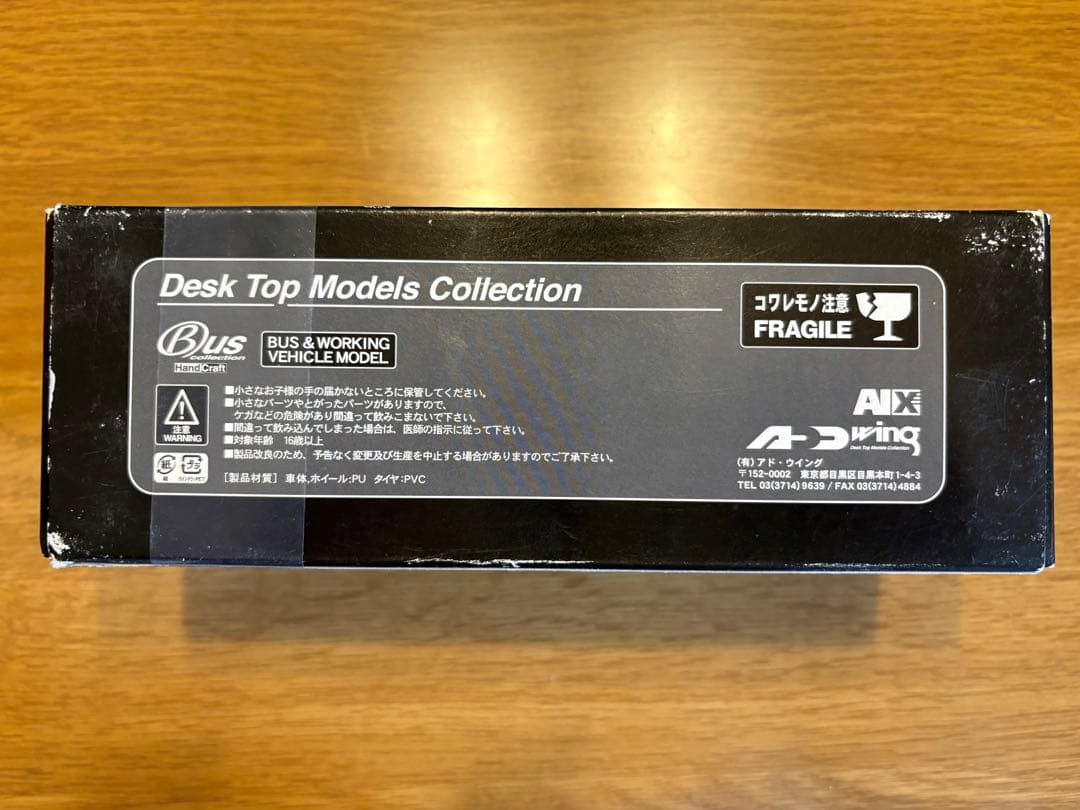 Desk Top Models Collection
コワレモノ注意
FRAGILE
Bus
collection
HandCraft
BUS & WORKING
VEHICLE MODEL
注意
WARNING
■小さなお子様の手の届かないところに保管してください。
■小さなパーツやとがったパーツがありますので、
ケガなどの危険があり間違って飲みこまないで下さい。
■間違って飲み込んでしまった場合は、医師の指示に従って下さい。
■対象年齢 16歳以上
■製品改良のため、予告なく変更及び生産を中止する場合がありますのでご了承下さい。
紙
プラ
[製品材質] 車体,ホイール:PU タイヤ:PVC
AIX
ADDwing
Desk Top Models Collection
(有)アド・ウイング
〒152-0002 東京都目黒区目黒本町1-4-3
TEL 03(3714)9639 / FAX 03(3714)4884